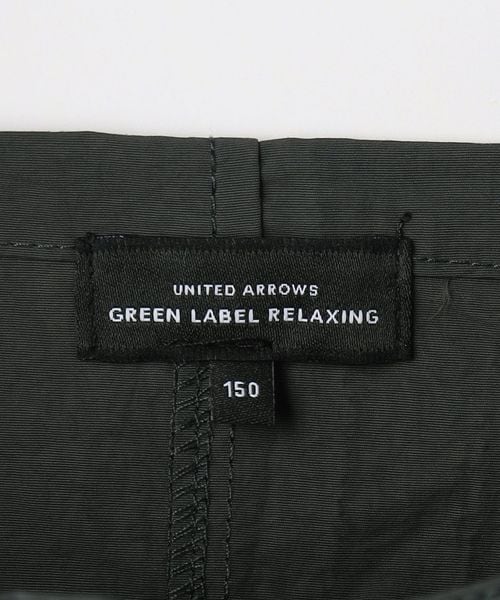 UNITED ARROWS
GREEN LABEL RELAXING
150